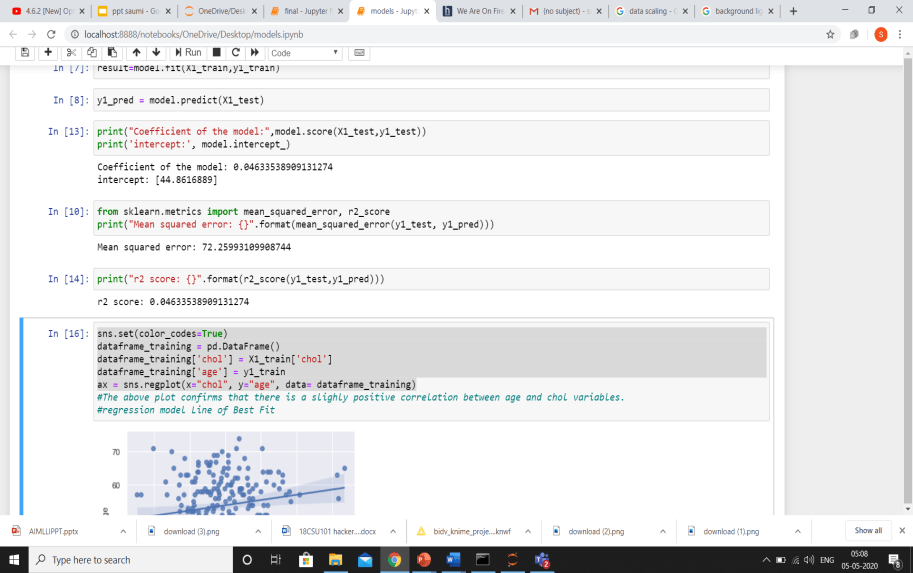 4.6.2 [New] Op
ppt saumi - Go
OneDrive/Desk
final - Jupyter N
models - Jupyt
We Are On Fire
M (no subject) - s
data scaling - G
background lig
localhost:8888/notebooks/OneDrive/Desktop/models.ipynb
S
Run
Code
In [7]: result=model.fit(X1_train,y1_train)
In [8]: y1_pred = model.predict(X1_test)
In [13]: print("Coefficient of the model:",model.score(X1_test,y1_test))
print('intercept:', model.intercept_)
Coefficient of the model: 0.04633538909131274
intercept: [44.8616889]
In [10]: from sklearn.metrics import mean_squared_error, r2_score
print("Mean squared error: {}".format(mean_squared_error(y1_test, y1_pred)))
Mean squared error: 72.25993109908744
In [14]: print("r2 score: {}".format(r2_score(y1_test,y1_pred)))
r2 score: 0.04633538909131274
In [16]: sns.set(color_codes=True)
dataframe_training = pd.DataFrame()
dataframe_training['chol'] = X1_train['chol']
dataframe_training['age'] = y1_train
ax = sns.regplot(x="chol", y="age", data= dataframe_training)
#The above plot confirms that there is a slighly positive correlation between age and chol variables.
#regression model Line of Best Fit
70
60
AIMLLIPPT.pptx
download (3).png
18CSU101 hacker....docx
bidv_knime_proje...knwf
download (2).png
download (1).png
Show all
Type here to search
ENG
05:08
05-05-2020
8